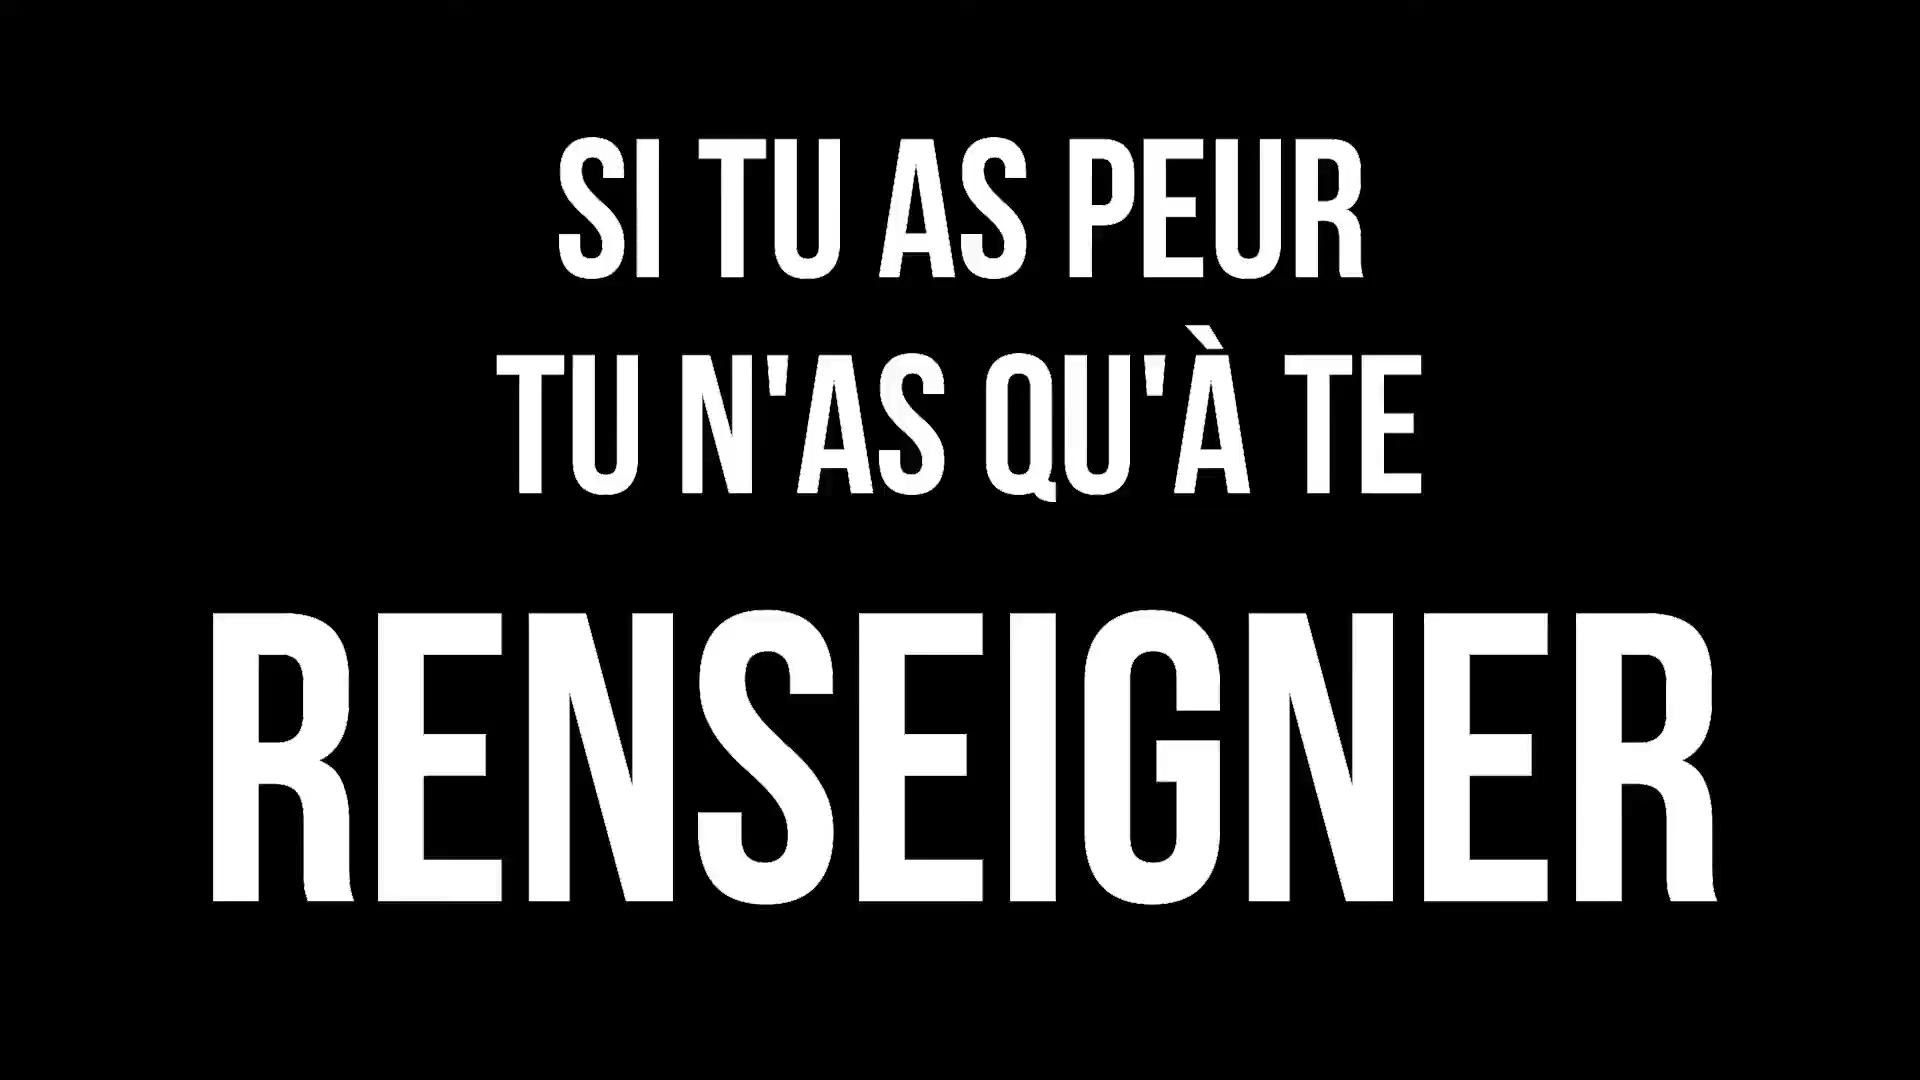 SI TU AS PEUR
TU N'AS QU'À TE
RENSEIGNER